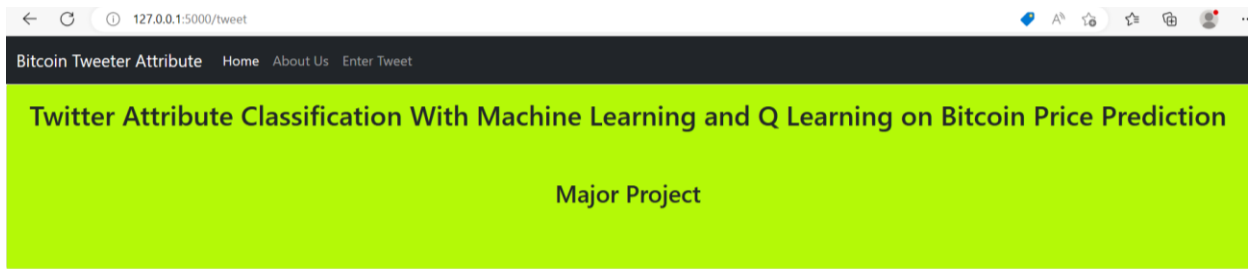 127.0.0.1:5000/tweet
Bitcoin Tweeter Attribute Home About Us Enter Tweet
Twitter Attribute Classification With Machine Learning and Q Learning on Bitcoin Price Prediction
Major Project